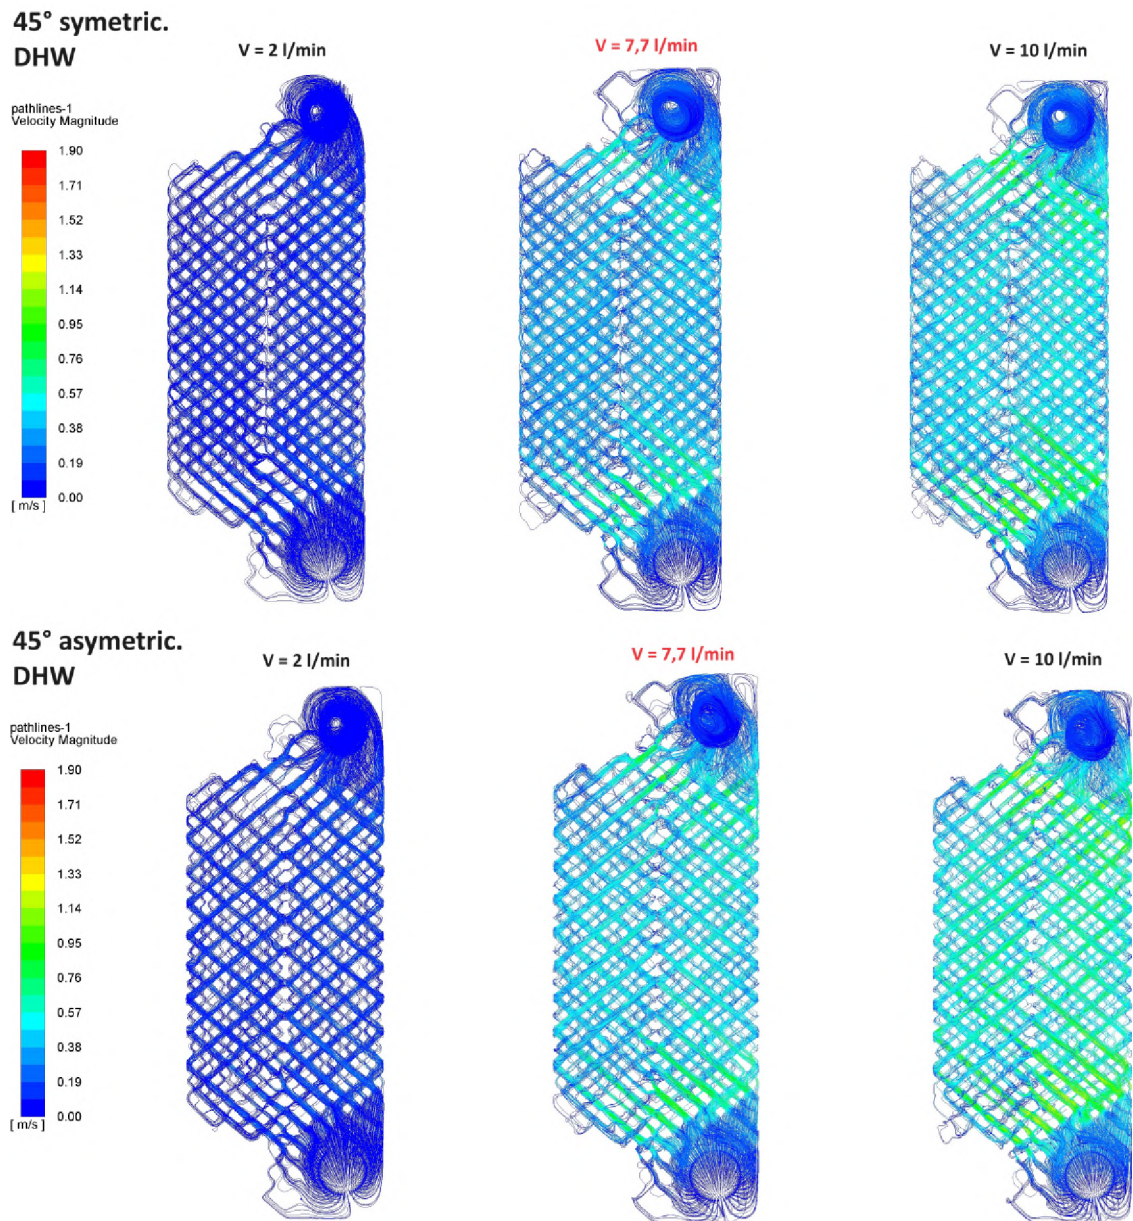 45° symetric.
DHW
V = 2 l/min
V = 7,7 l/min
V = 10 l/min
pathlines-1
Velocity Magnitude
1.90
1.71
1.52
1.33
1.14
0.95
0.76
0.57
0.38
0.19
0.00
[ m/s ]
45° asymetric.
DHW
V = 2 l/min
V = 7,7 l/min
V = 10 l/min
pathlines-1
Velocity Magnitude
1.90
1.71
1.52
1.33
1.14
0.95
0.76
0.57
0.38
0.19
0.00
[ m/s ]